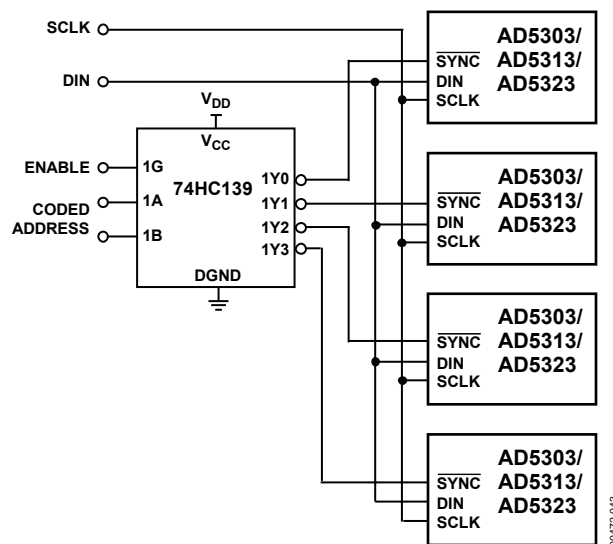 SCLK
DIN
VDD
VCC
ENABLE
1G
74HC139
1Y0
1Y1
CODED
ADDRESS
1A
1B
1Y2
1Y3
DGND
AD5303/
SYNC AD5313/
DIN AD5323
SCLK
AD5303/
SYNC AD5313/
DIN AD5323
SCLK
AD5303/
SYNC AD5313/
DIN AD5323
SCLK
AD5303/
SYNC AD5313/
DIN AD5323
SCLK